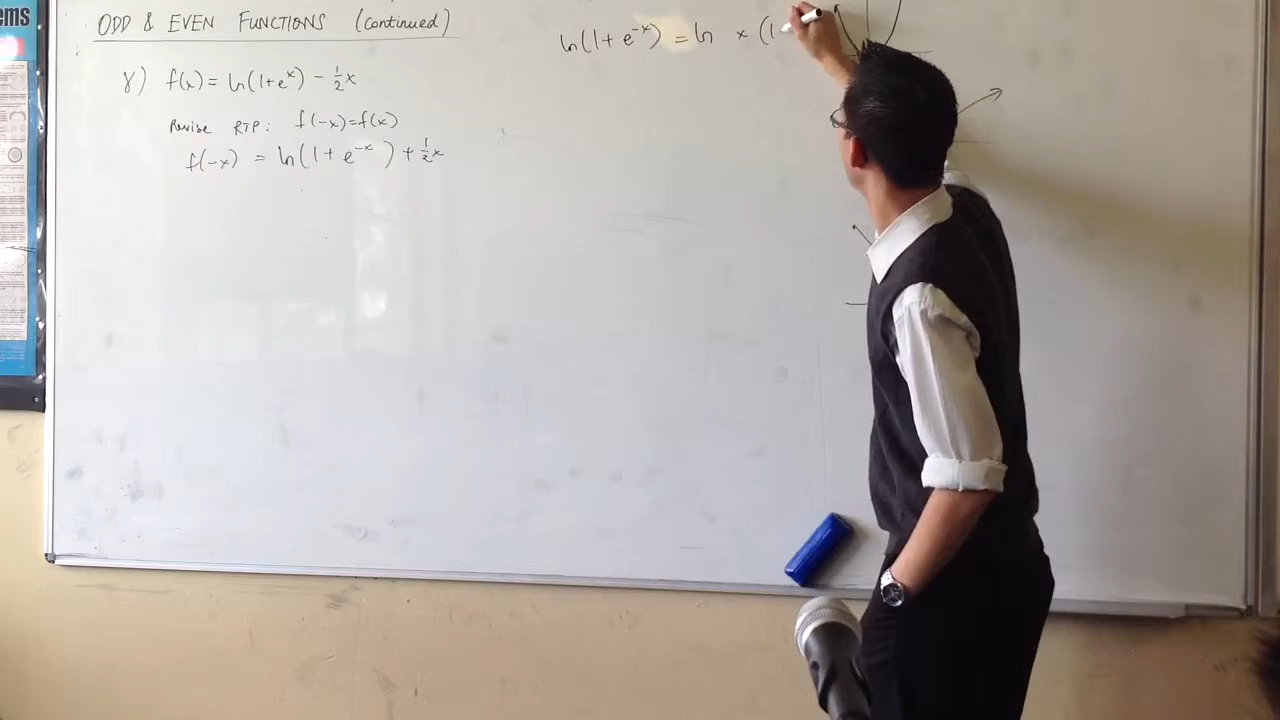 ems
ODD & EVEN FUNCTIONS (continued)
γ) f(x) = ln(1+eˣ) − ½x
Revise RTP: f(−x)=f(x)
f(−x) = ln(1+ e⁻ˣ ) + ½x
ln(1+ e⁻ˣ) = ln × (1